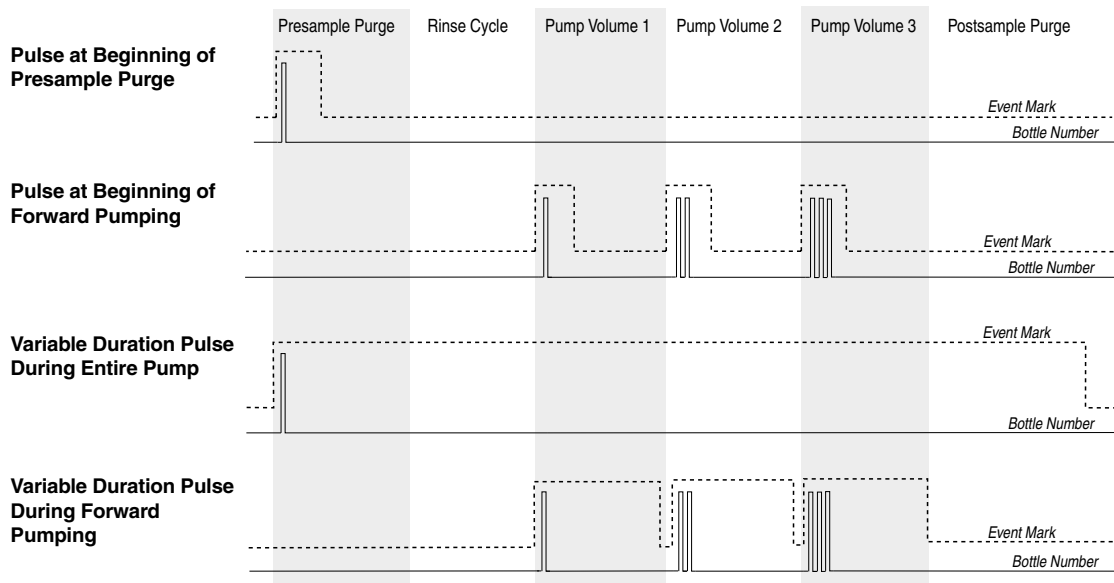 Presample Purge Rinse Cycle Pump Volume 1 Pump Volume 2 Pump Volume 3 Postsample Purge
Pulse at Beginning of
Presample Purge
Event Mark
Bottle Number
Pulse at Beginning of
Forward Pumping
Event Mark
Bottle Number
Variable Duration Pulse
During Entire Pump
Event Mark
Bottle Number
Variable Duration Pulse
During Forward
Pumping
Event Mark
Bottle Number